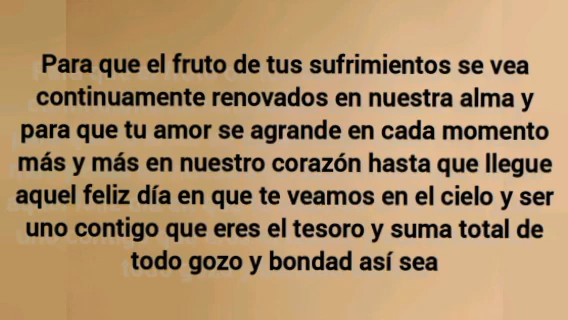 Para que el fruto de tus sufrimientos se vea
continuamente renovados en nuestra alma y
para que tu amor se agrande en cada momento
más y más en nuestro corazón hasta que llegue
aquel feliz día en que te veamos en el cielo y ser
uno contigo que eres el tesoro y suma total de
todo gozo y bondad así sea